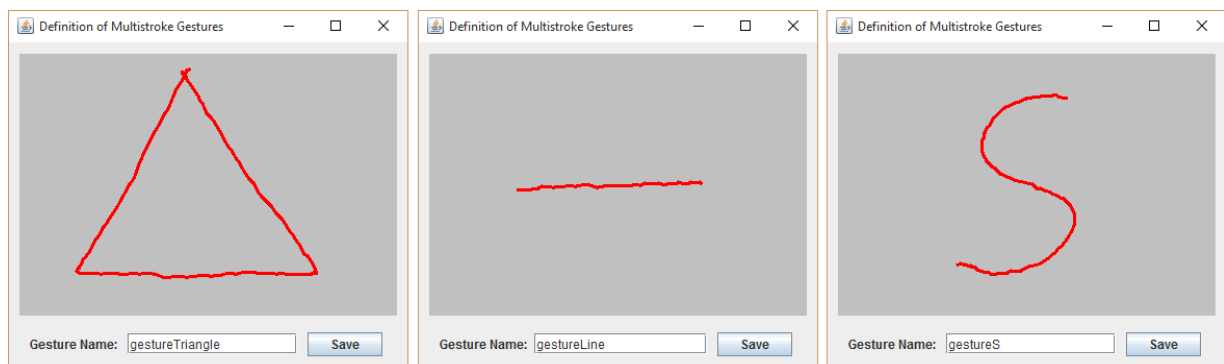 Definition of Multistroke Gestures
Gesture Name: gestureTriangle Save
Definition of Multistroke Gestures
Gesture Name: gestureLine Save
Definition of Multistroke Gestures
Gesture Name: gestureS Save